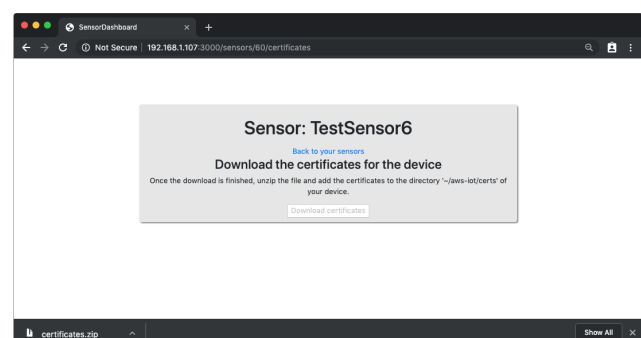 SensorDashboard
Not Secure | 192.168.1.107:3000/sensors/60/certificates
Sensor: TestSensor6
Back to your sensors
Download the certificates for the device
Once the download is finished, unzip the file and add the certificates to the directory '~/aws-iot/certs' of
your device.
Download certificates
certificates.zip
Show All